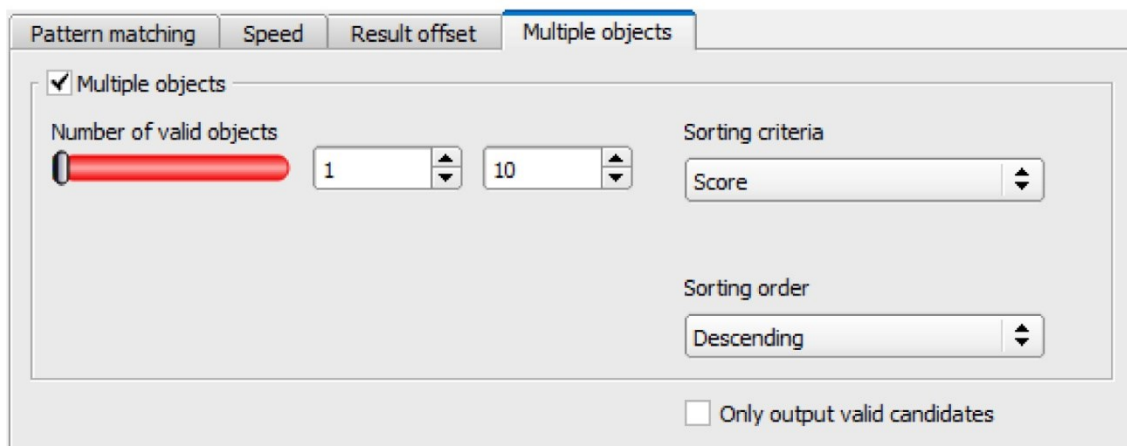 Pattern matching Speed Result offset Multiple objects
Multiple objects
Number of valid objects Sorting criteria
1 10 Score
Sorting order
Descending
Only output valid candidates